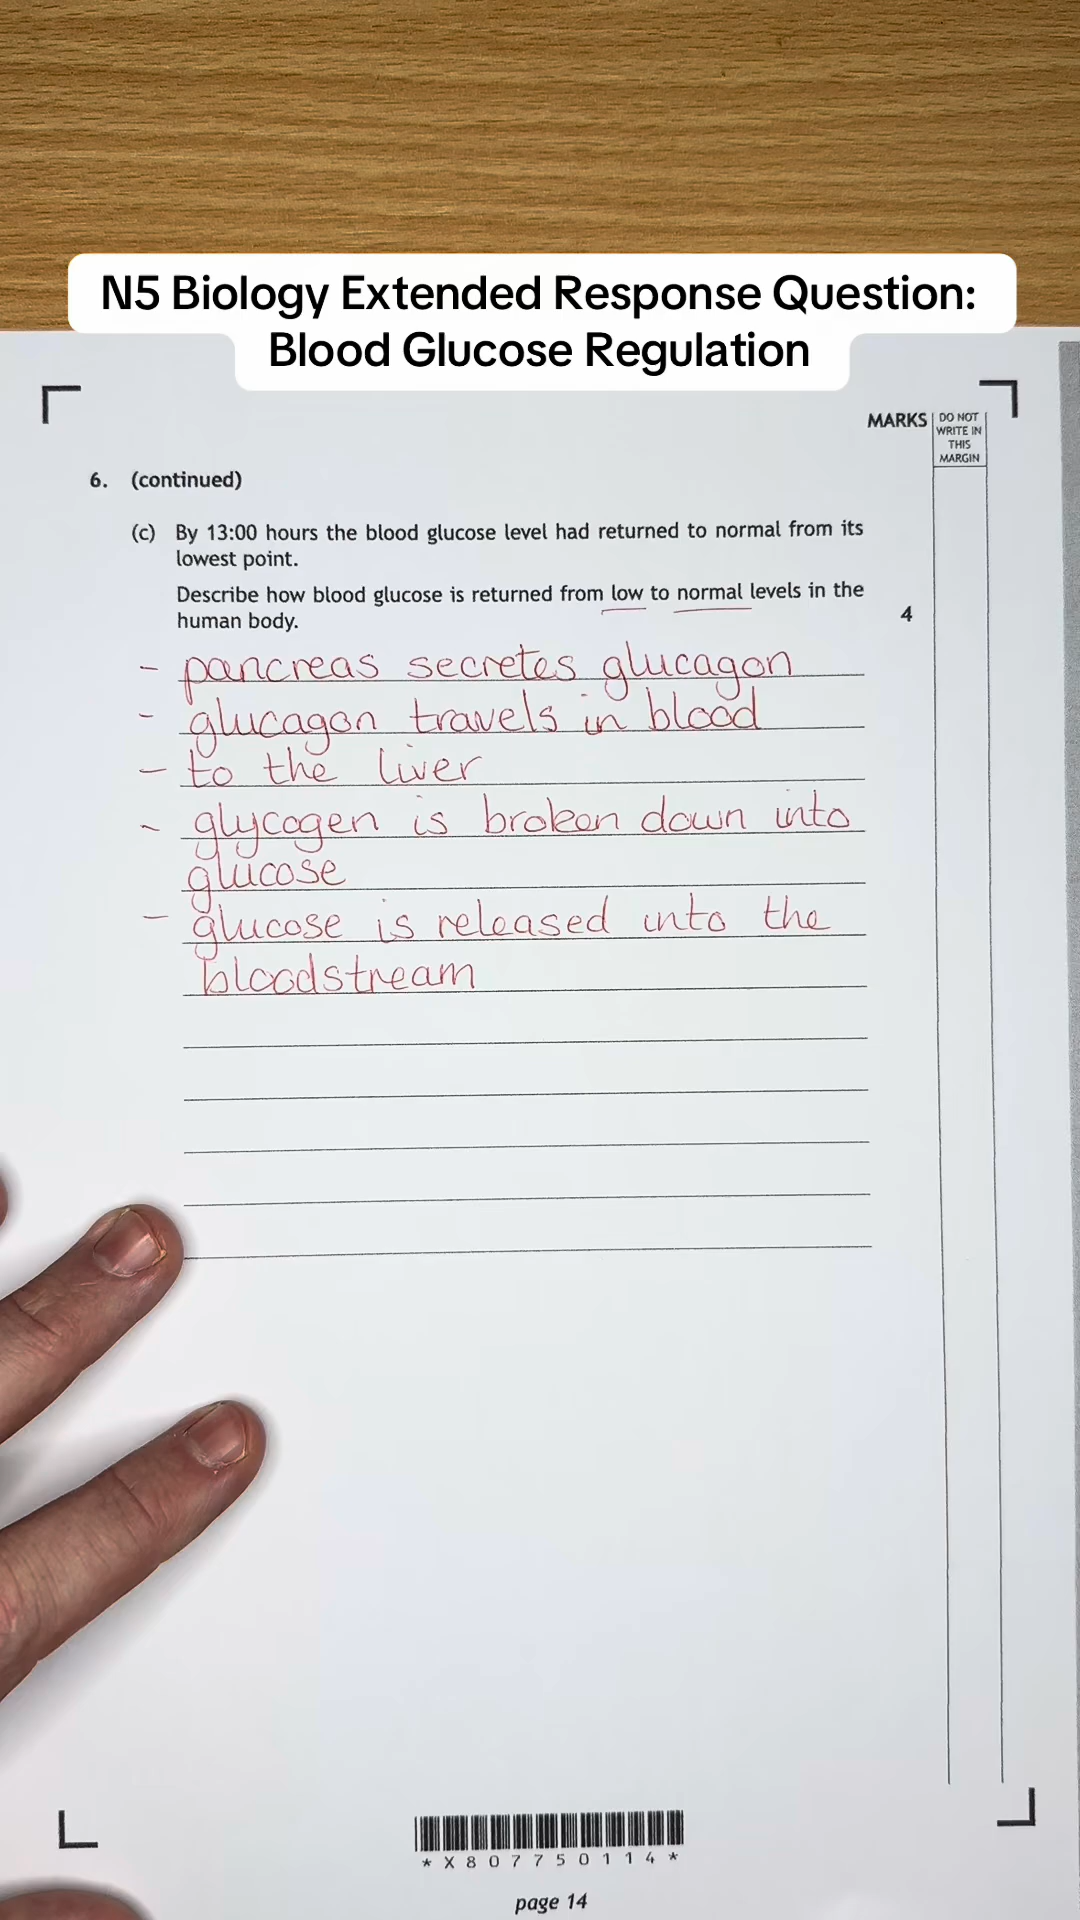 N5 Biology Extended Response Question:
Blood Glucose Regulation
MARKS
DO NOT
WRITE IN
THIS
MARGIN
6. (continued)
(c) By 13:00 hours the blood glucose level had returned to normal from its
lowest point.
Describe how blood glucose is returned from low to normal levels in the
human body.
4
- pancreas secretes glucagon
- glucagon travels in blood
- to the liver
- glycogen is broken down into
glucose
- glucose is released into the
bloodstream
* X 8 0 7 7 5 0 1 1 4 *
page 14